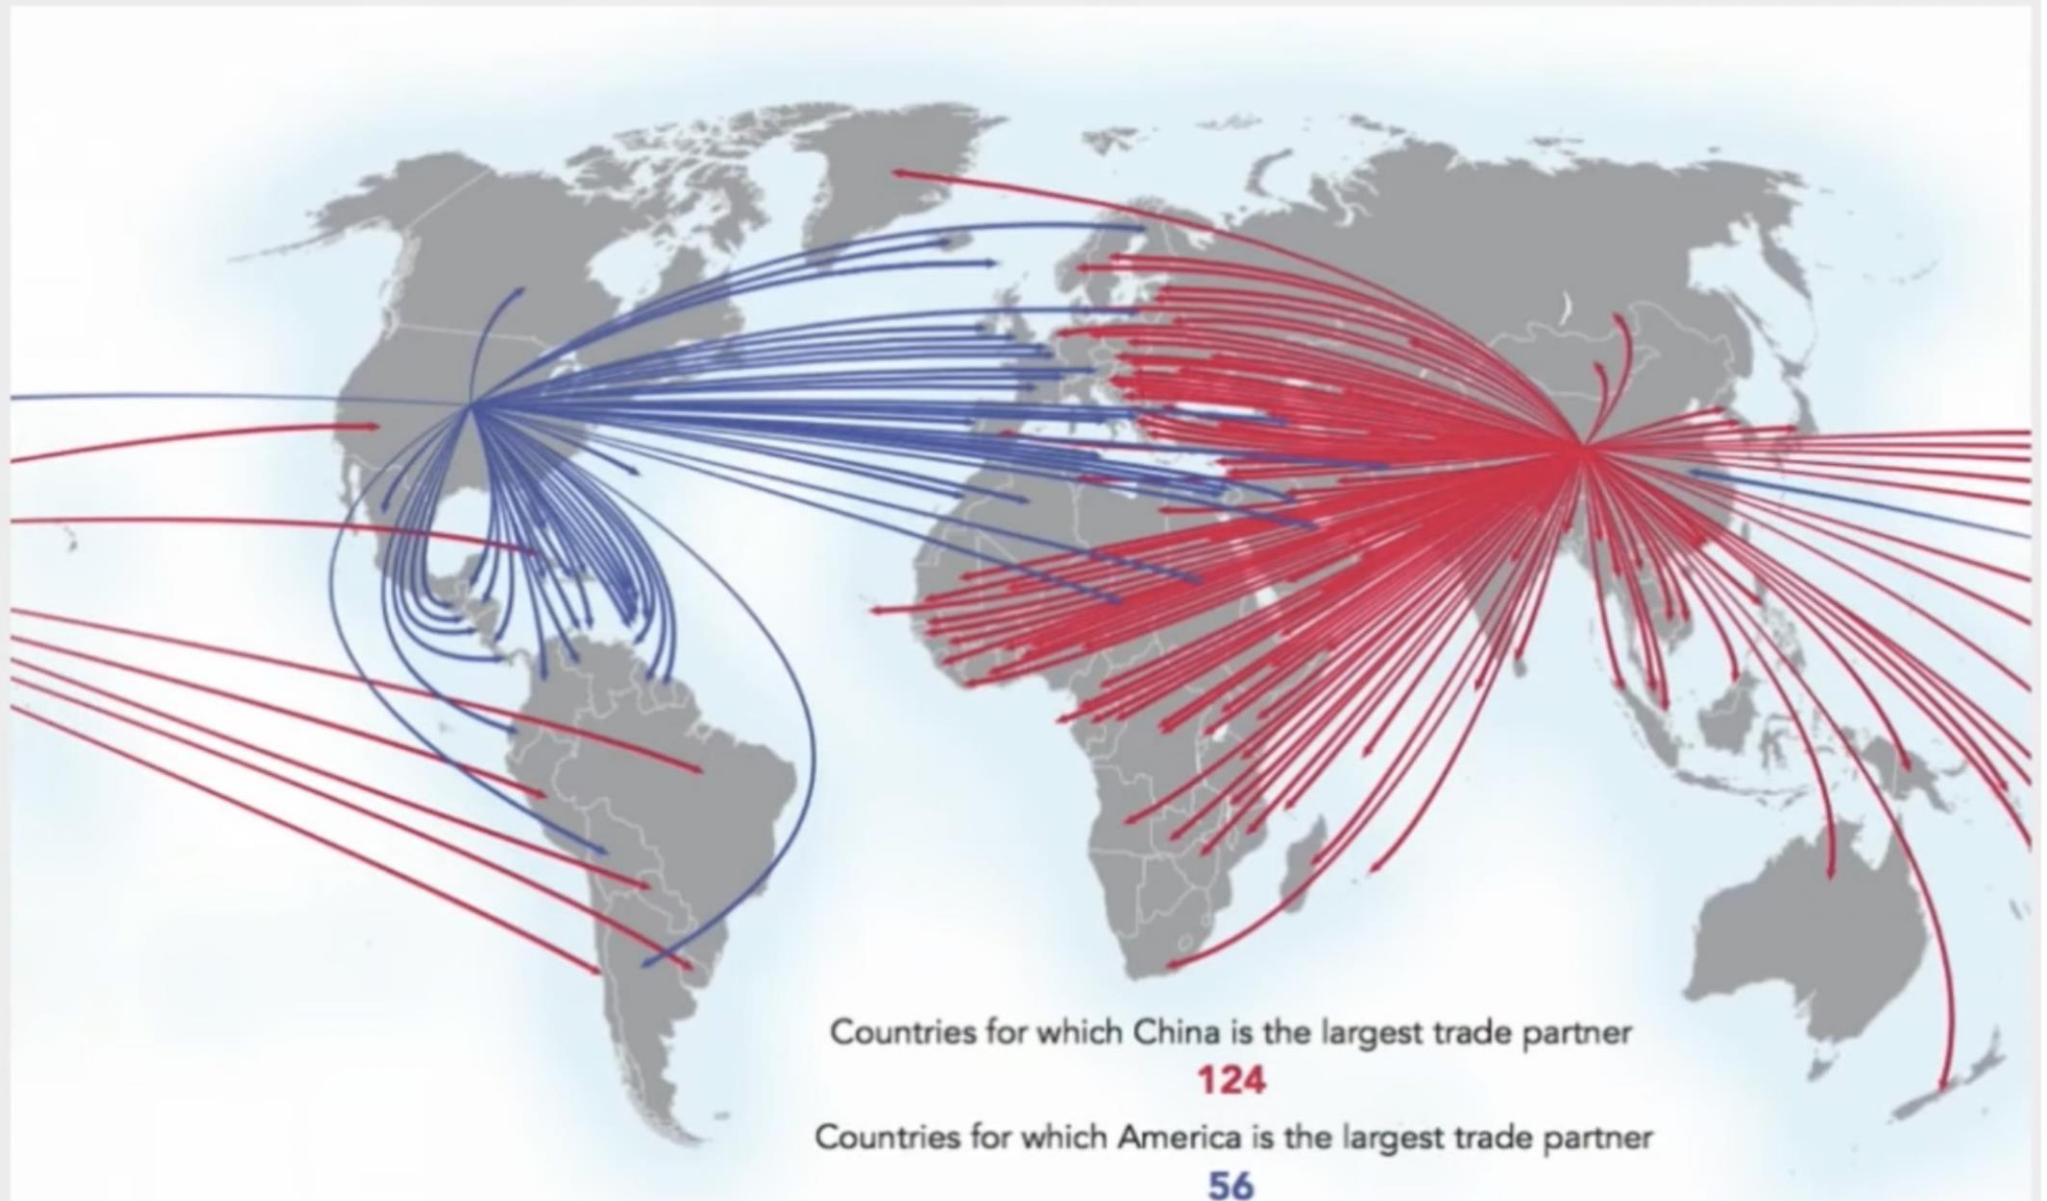 Countries for which China is the largest trade partner
124
Countries for which America is the largest trade partner
56